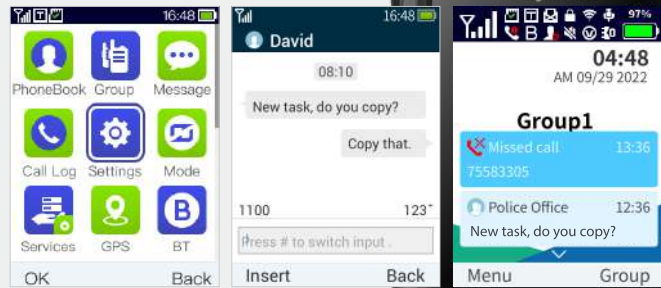 16:48
PhoneBook Group Message
Call Log Settings Mode
B
Services GPS BT
OK Back
16:48
David
08:10
New task, do you copy?
Copy that.
1100 123
Press # to switch input .
Insert Back
B 97%
04:48
AM 09/29 2022
Group1
Missed call 13:36
75583305
Police Office 12:36
New task, do you copy?
Menu Group